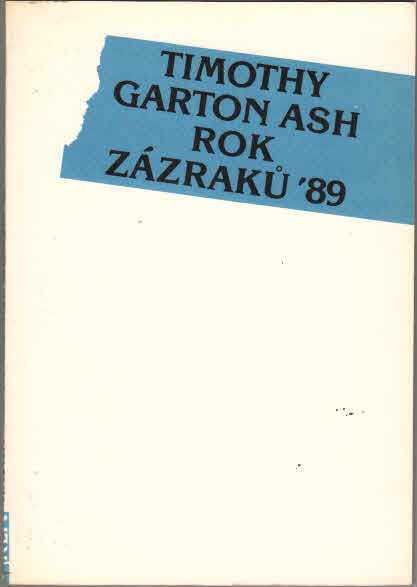 TIMOTHY
GARTON ASH
ROK
ZÁZRAKŮ '89